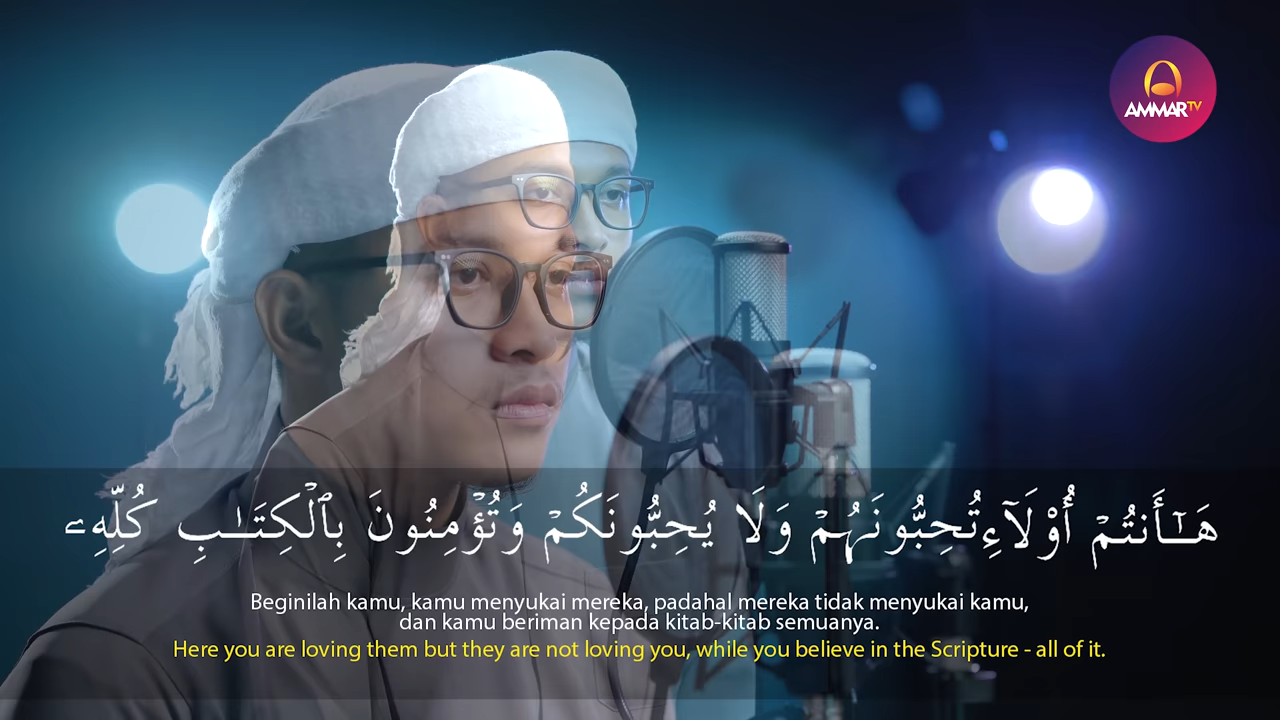 AMMARTV
هَـٰٓأَنتُمْ أُو۟لَآءِ تُحِبُّونَهُمْ وَلَا يُحِبُّونَكُمْ وَتُؤْمِنُونَ بِٱلْكِتَـٰبِ كُلِّهِۦ
Beginilah kamu, kamu menyukai mereka, padahal mereka tidak menyukai kamu,
dan kamu beriman kepada kitab-kitab semuanya.
Here you are loving them but they are not loving you, while you believe in the Scripture - all of it.